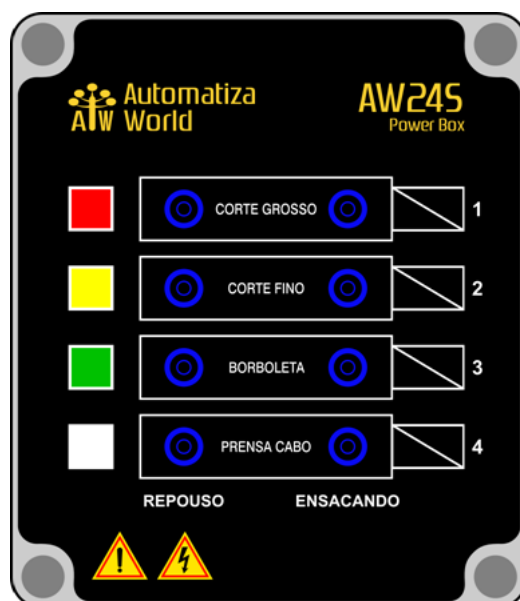 Automatiza
World
AW
AW24S
Power Box
CORTE GROSSO 1
CORTE FINO 2
BORBOLETA 3
PRENSA CABO 4
REPOUSO ENSACANDO